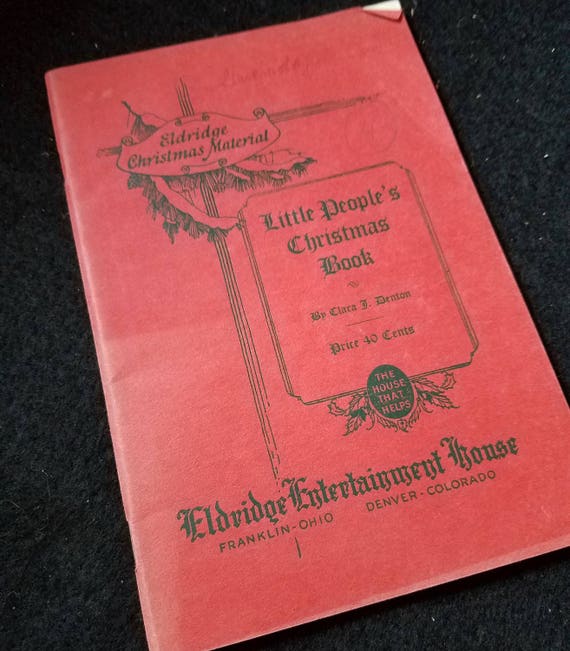 Eldridge
Christmas Material
Little People's
Christmas
Book
By Clara J. Denton
Price 40 Cents
THE
HOUSE
THAT
HELPS
Eldridge Entertainment House
FRANKLIN-OHIO DENVER-COLORADO